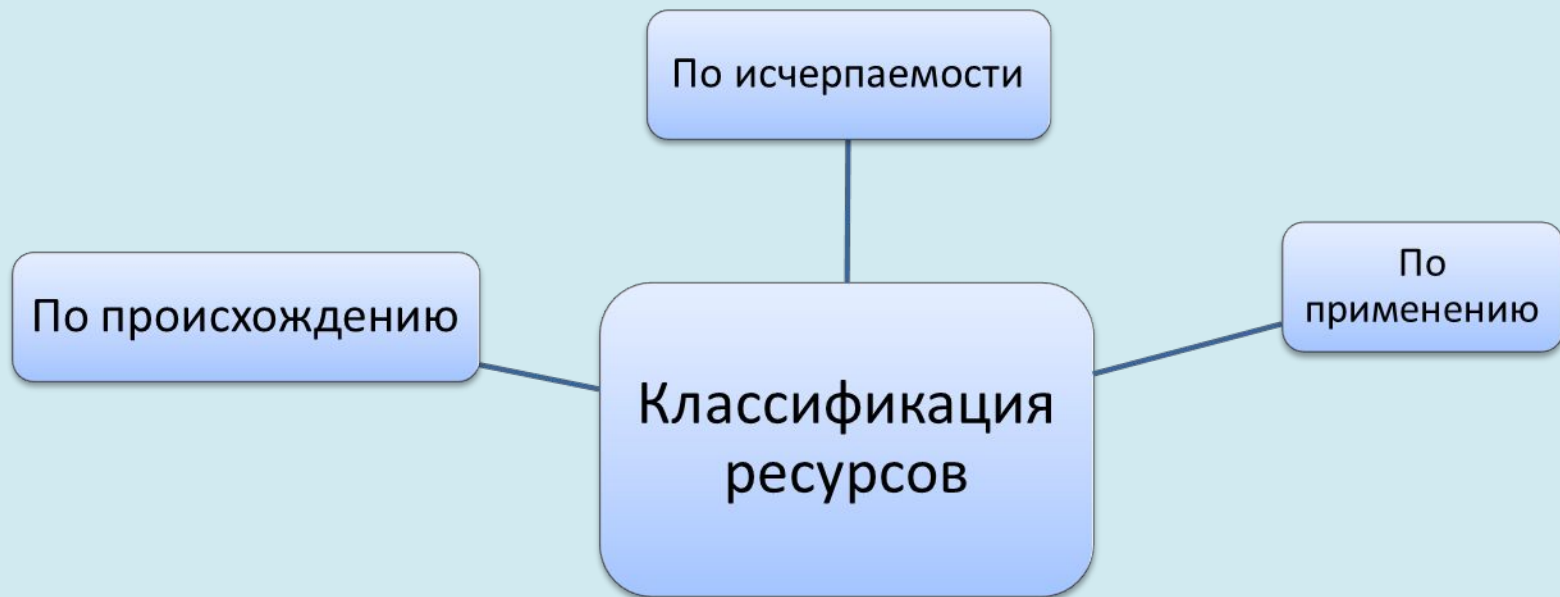 По исчерпаемости
По происхождению
По
применению
Классификация
ресурсов